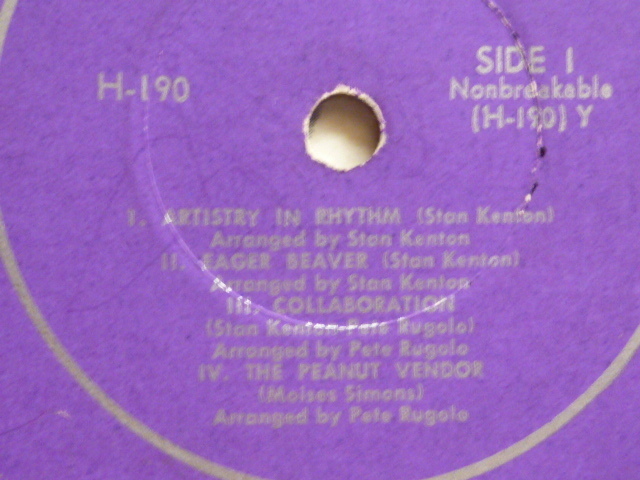 H-190
SIDE 1
Nonbreakable
(H-190) Y
I. ARTISTRY IN RHYTHM (Stan Kenton)
Arranged by Stan Kenton
II. EAGER BEAVER (Stan Kenton)
Arranged by Stan Kenton
III. COLLABORATION
(Stan Kenton-Pete Rugolo)
Arranged by Pete Rugolo
IV. THE PEANUT VENDOR
(Moises Simons)
Arranged by Pete Rugolo